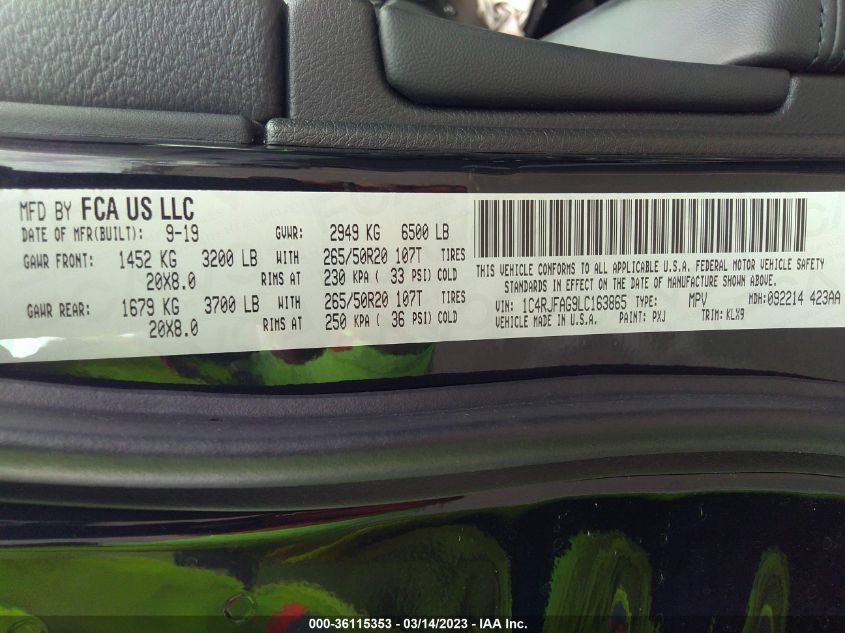 MFD BY FCA US LLC
DATE OF MFR(BUILT): 9-19 GVWR: 2949 KG 6500 LB
GAWR FRONT: 1452 KG 3200 LB WITH 265/50R20 107T TIRES
20X8.0 RIMS AT 230 KPA ( 33 PSI) COLD
GAWR REAR: 1679 KG 3700 LB WITH 265/50R20 107T TIRES
20X8.0 RIMS AT 250 KPA ( 36 PSI) COLD
THIS VEHICLE CONFORMS TO ALL APPLICABLE U.S.A. FEDERAL MOTOR VEHICLE SAFETY
STANDARDS IN EFFECT ON THE DATE OF MANUFACTURE SHOWN ABOVE.
VIN: 1C4RJFAG9LC163865 TYPE: MPV MDH: 092214 423AA
VEHICLE MADE IN U.S.A. PAINT: PXJ TRIM: KLX9
000-36115353 / 03/14/2023 - IAA Inc.